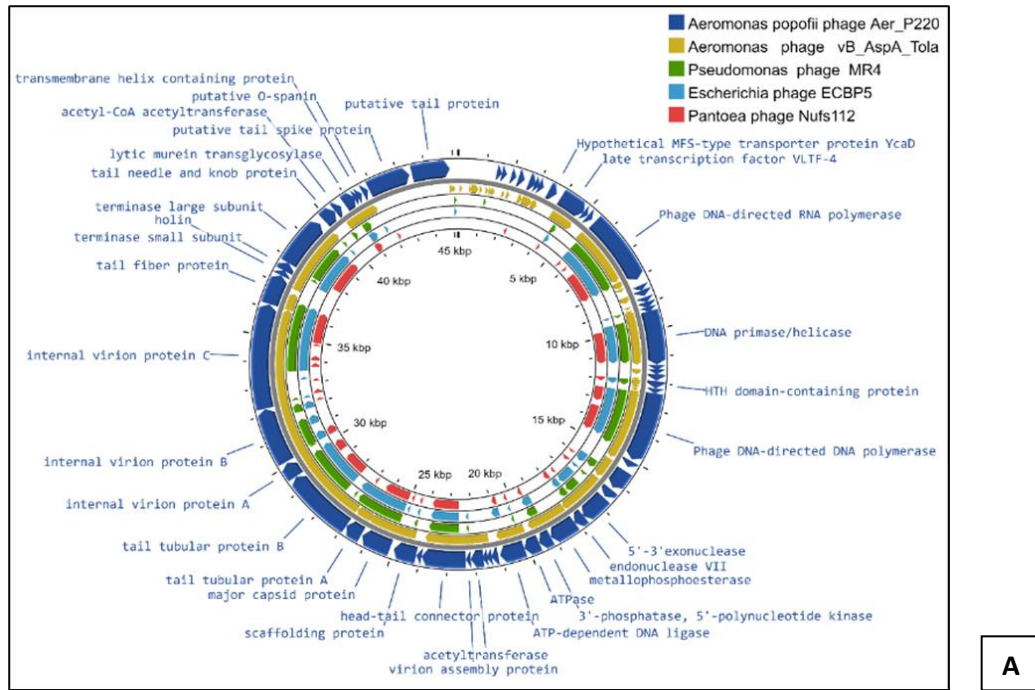 Aeromonas popofii phage Aer_P220
Aeromonas phage vB_AspA_Tola
Pseudomonas phage MR4
Escherichia phage ECBP5
Pantoea phage Nufs112
transmembrane helix containing protein
putative O-spanin
acetyl-CoA acetyltransferase
putative tail spike protein
putative tail protein
lytic murein transglycosylase
tail needle and knob protein
terminase large subunit
holin
terminase small subunit
tail fiber protein
internal virion protein C
internal virion protein B
internal virion protein A
tail tubular protein B
tail tubular protein A
major capsid protein
scaffolding protein
head-tail connector protein
acetyltransferase
virion assembly protein
Hypothetical MFS-type transporter protein YcaD
late transcription factor VLTF-4
Phage DNA-directed RNA polymerase
DNA primase/helicase
HTH domain-containing protein
Phage DNA-directed DNA polymerase
5'-3'exonuclease
endonuclease VII
metallophosphoesterase
ATPase
3'-phosphatase, 5'-polynucleotide kinase
ATP-dependent DNA ligase
45 kbp
5 kbp
10 kbp
15 kbp
20 kbp
25 kbp
30 kbp
35 kbp
40 kbp
A